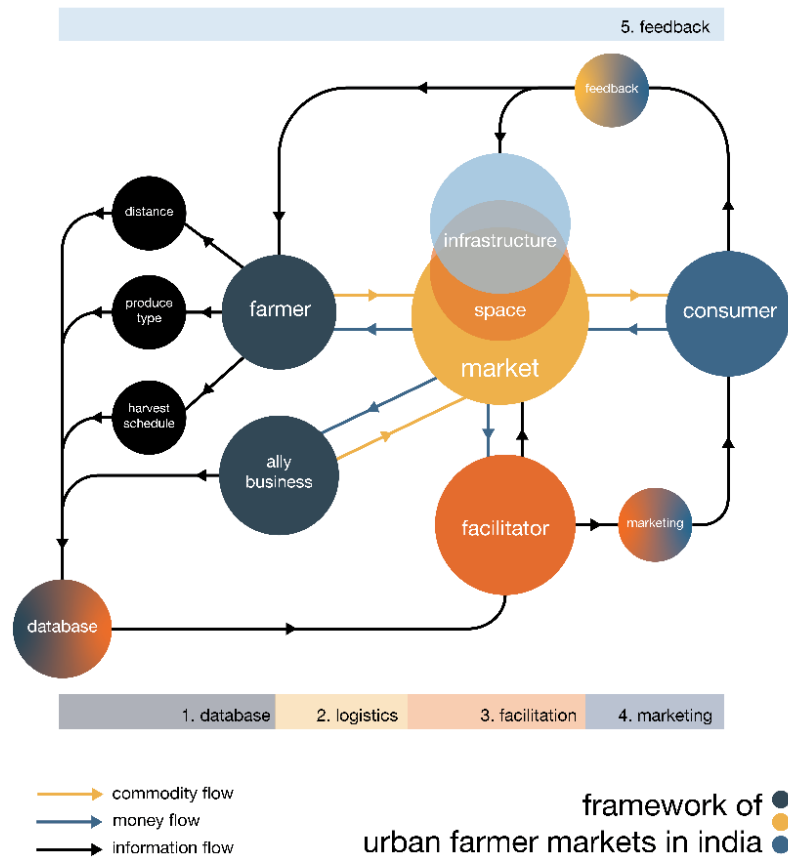 5. feedback
feedback
distance
infrastructure
produce
type
farmer
space
consumer
market
harvest
schedule
ally
business
facilitator
marketing
database
1. database
2. logistics
3. facilitation
4. marketing
commodity flow
money flow
information flow
framework of
urban farmer markets in india